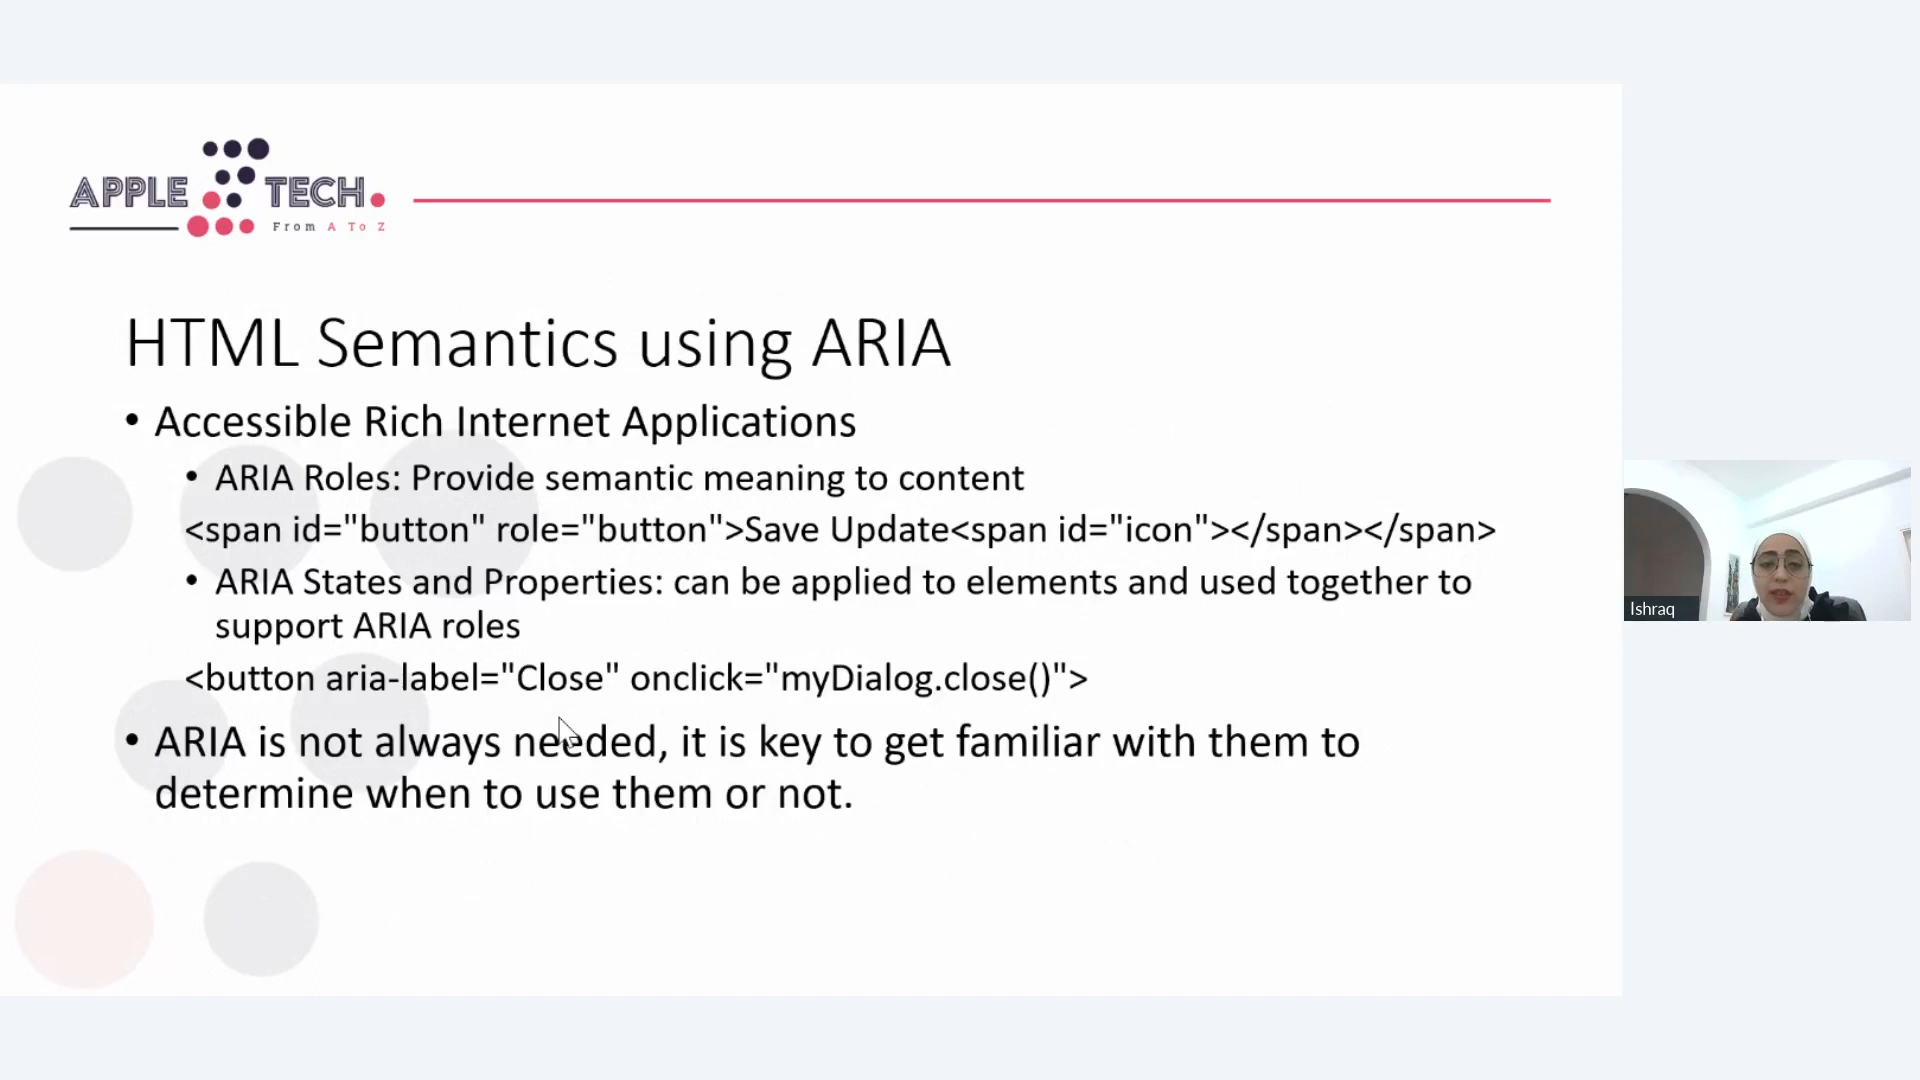 APPLE TECH.
From A To Z
HTML Semantics using ARIA
• Accessible Rich Internet Applications
• ARIA Roles: Provide semantic meaning to content
<span id="button" role="button">Save Update<span id="icon"></span></span>
• ARIA States and Properties: can be applied to elements and used together to
support ARIA roles
<button aria-label="Close" onclick="myDialog.close()">
• ARIA is not always needed, it is key to get familiar with them to
determine when to use them or not.
Ishraq